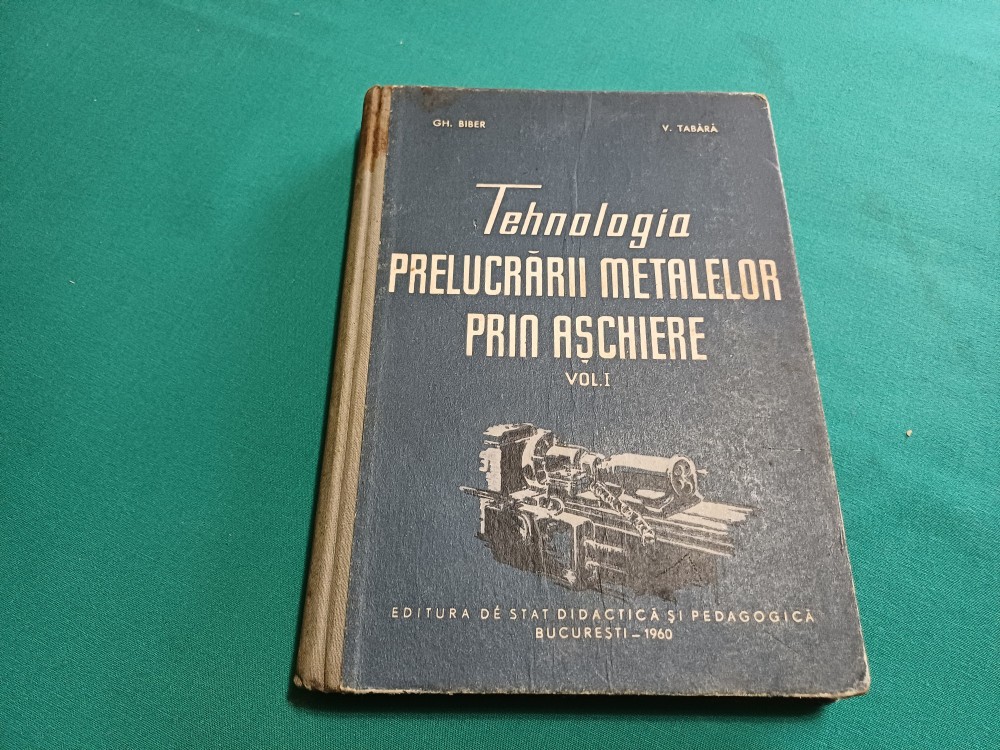 GH. BIBER
V. TABĂRĂ
Tehnologia
PRELUCRĂRII METALELOR
PRIN AȘCHIERE
VOL. I
EDITURA DE STAT DIDACTICĂ ȘI PEDAGOGICĂ
BUCUREȘTI — 1960